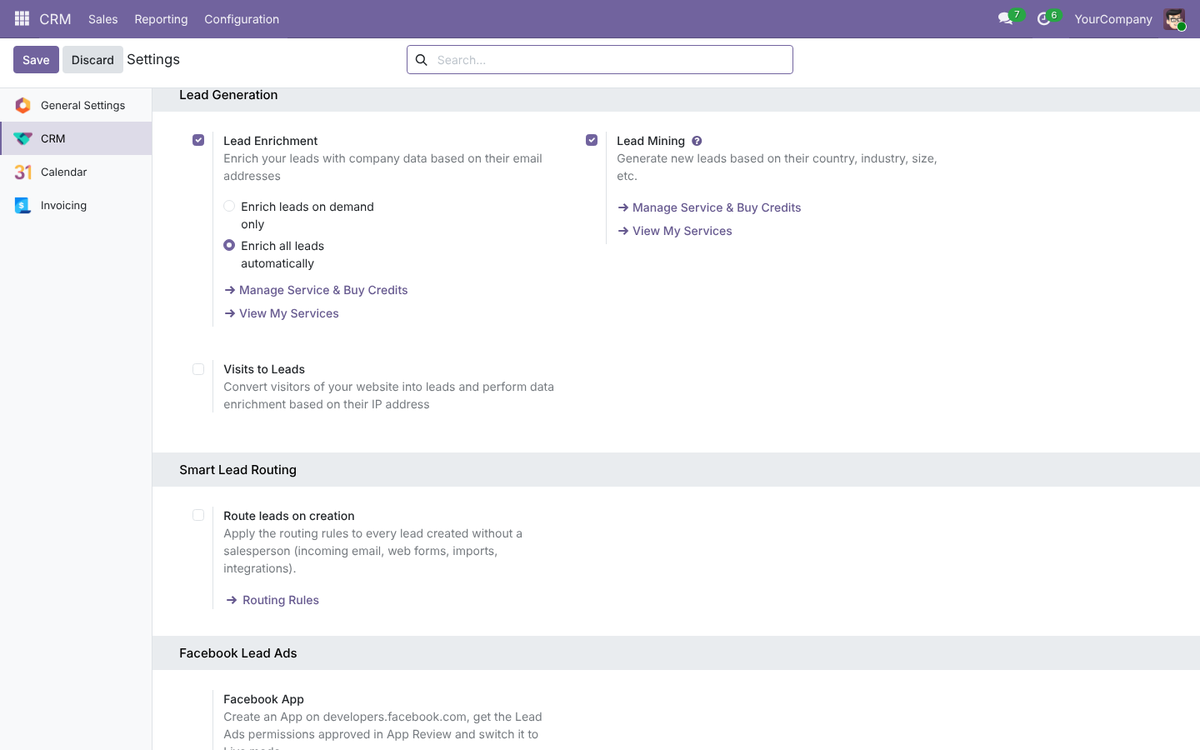 CRM Sales Reporting Configuration 7 6 YourCompany
Save Discard Settings Search...
General Settings
CRM
Calendar
Invoicing
Lead Generation
Lead Enrichment
Enrich your leads with company data based on their email
addresses
Enrich leads on demand
only
Enrich all leads
automatically
→ Manage Service & Buy Credits
→ View My Services
Lead Mining ?
Generate new leads based on their country, industry, size,
etc.
→ Manage Service & Buy Credits
→ View My Services
Visits to Leads
Convert visitors of your website into leads and perform data
enrichment based on their IP address
Smart Lead Routing
Route leads on creation
Apply the routing rules to every lead created without a
salesperson (incoming email, web forms, imports,
integrations).
→ Routing Rules
Facebook Lead Ads
Facebook App
Create an App on developers.facebook.com, get the Lead
Ads permissions approved in App Review and switch it to